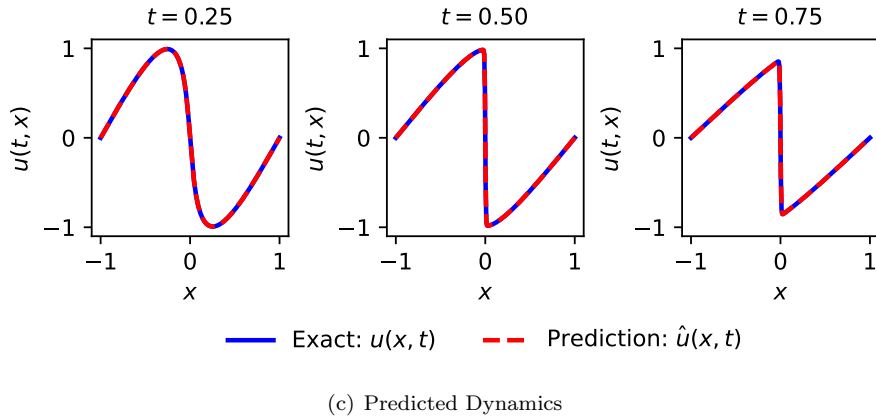 t = 0.25
t = 0.50
t = 0.75
u(t, x)
1
0
−1
−1
0
1
x
u(t, x)
1
0
−1
−1
0
1
x
u(t, x)
1
0
−1
−1
0
1
x
Exact: u(x, t)
Prediction: û(x, t)
(c) Predicted Dynamics